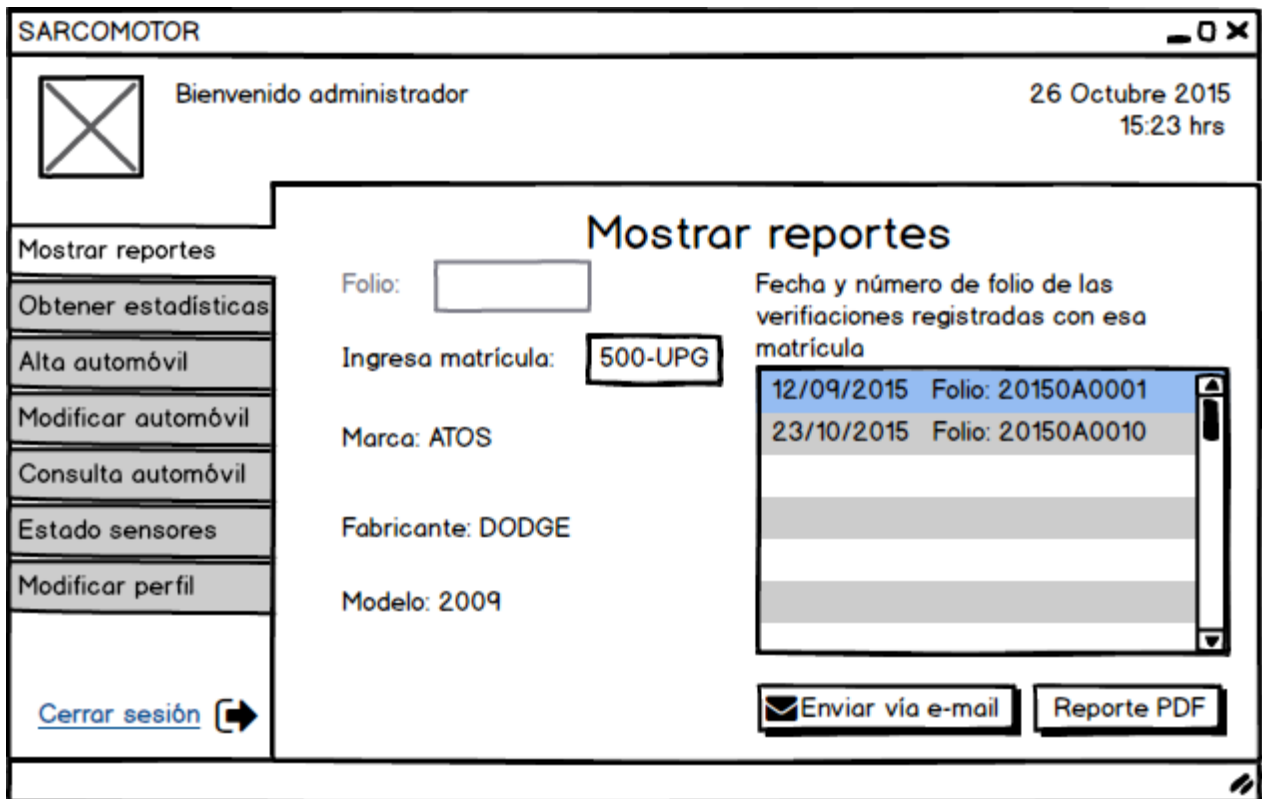 SARCOMOTOR
Bienvenido administrador
26 Octubre 2015
15:23 hrs
Mostrar reportes
Obtener estadísticas
Alta automóvil
Modificar automóvil
Consulta automóvil
Estado sensores
Modificar perfil
Cerrar sesión
Mostrar reportes
Folio:
Ingresa matrícula: 500-UPG
Marca: ATOS
Fabricante: DODGE
Modelo: 2009
Fecha y número de folio de las
verifiaciones registradas con esa
matrícula
12/09/2015 Folio: 20150A0001
23/10/2015 Folio: 20150A0010
Enviar vía e-mail
Reporte PDF